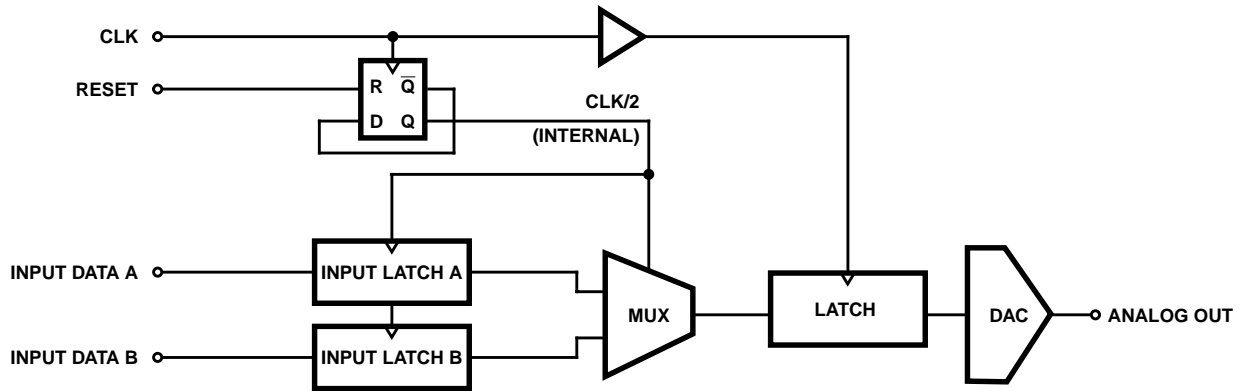 CLK
RESET
R Q̅
D Q
CLK/2
(INTERNAL)
INPUT DATA A
INPUT LATCH A
MUX
LATCH
DAC
ANALOG OUT
INPUT DATA B
INPUT LATCH B